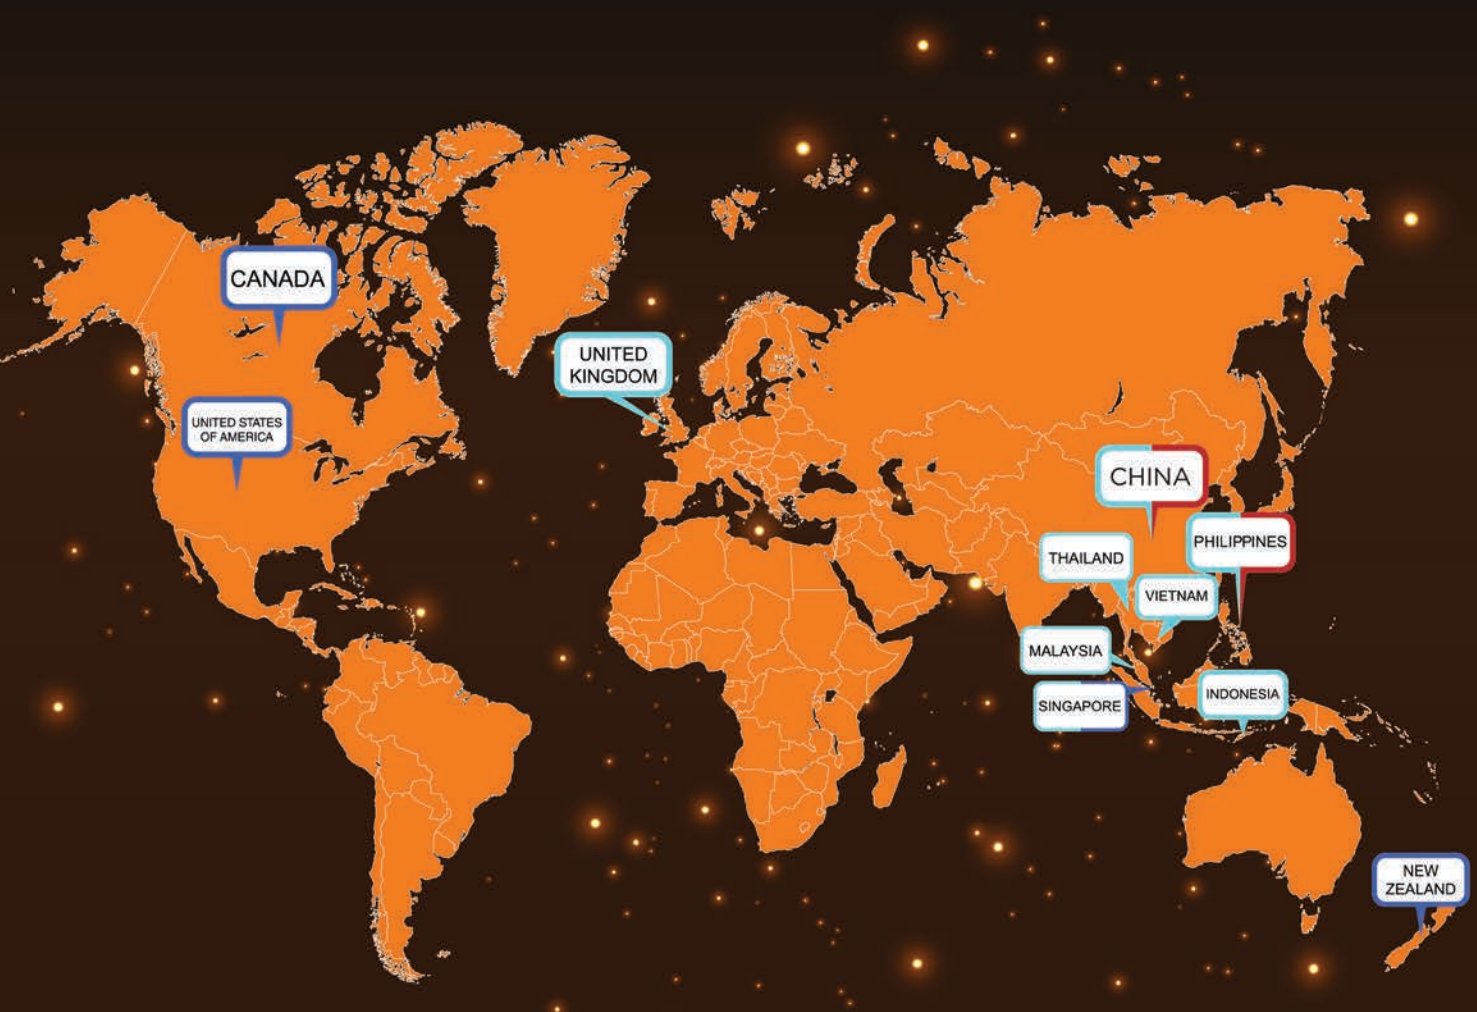 CANADA
UNITED
KINGDOM
UNITED STATES
OF AMERICA
CHINA
PHILIPPINES
THAILAND
VIETNAM
MALAYSIA
INDONESIA
SINGAPORE
NEW
ZEALAND